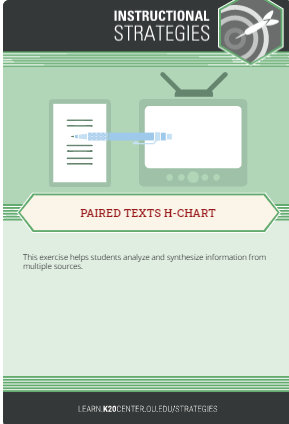 INSTRUCTIONAL
STRATEGIES
PAIRED TEXTS H-CHART
This exercise helps students analyze and synthesize information from
multiple sources.
LEARN.K20CENTER.OU.EDU/STRATEGIES